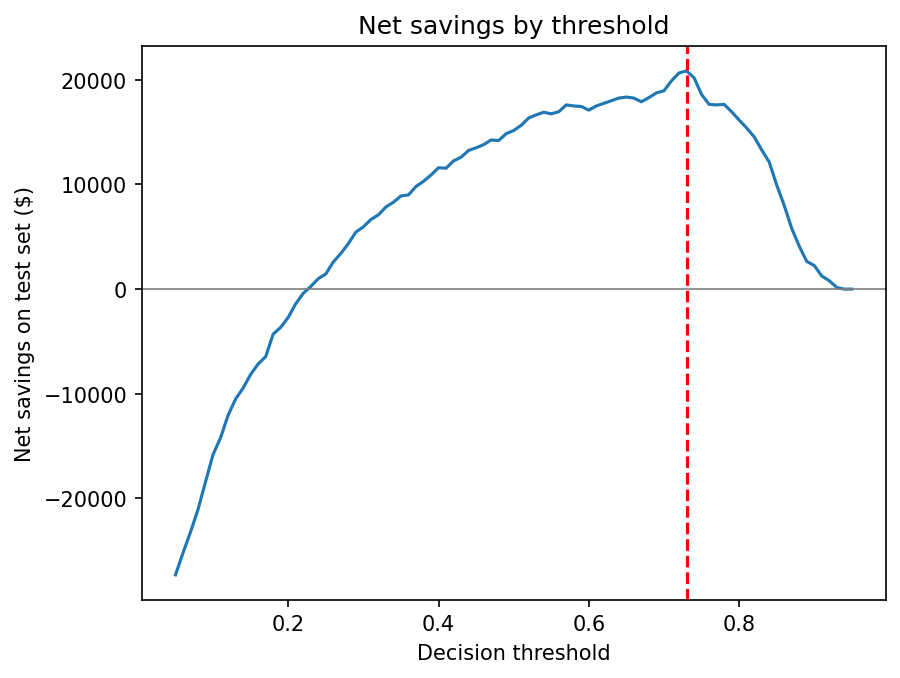 Net savings by threshold
20000
10000
0
−10000
−20000
Net savings on test set ($)
0.2 0.4 0.6 0.8
Decision threshold